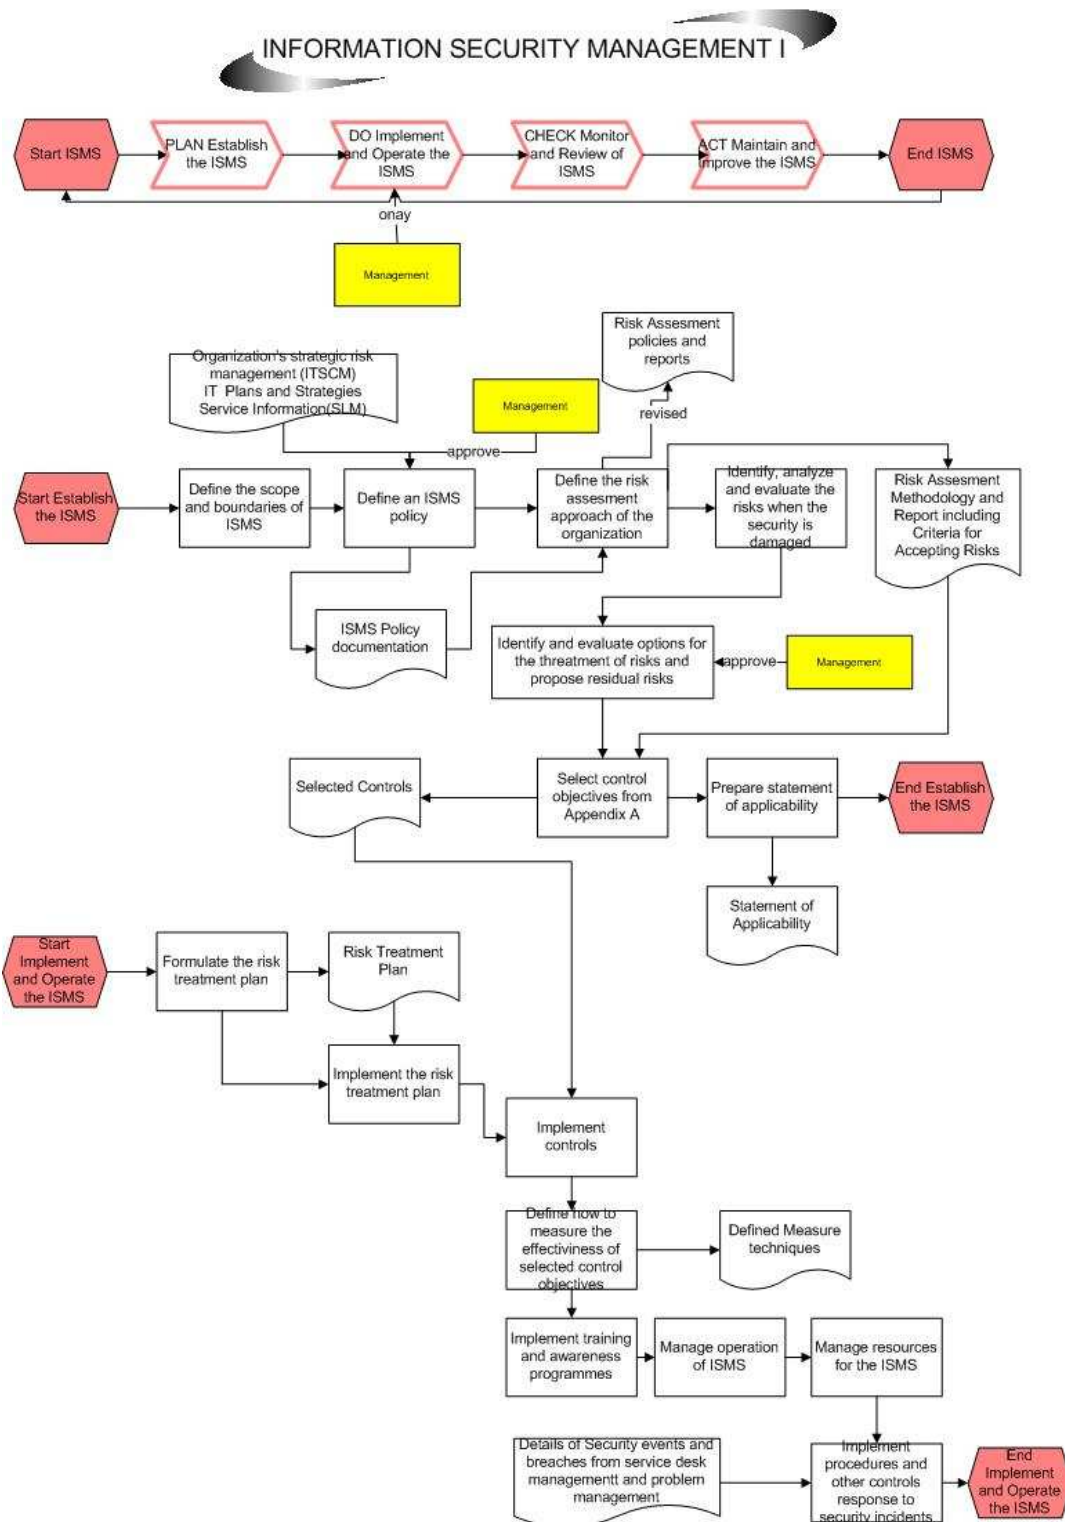 INFORMATION SECURITY MANAGEMENT I
Start ISMS
PLAN Establish
the ISMS
DO Implement
and Operate the
ISMS
CHECK Monitor
and Review of
ISMS
ACT Maintain and
Improve the ISMS
End ISMS
onay
Management
Risk Assesment
policies and
reports
Organization's strategic risk
management (ITSCM)
IT Plans and Strategies
Service Information(SLM)
Management
revised
approve
Start Establish
the ISMS
Define the scope
and boundaries of
ISMS
Define an ISMS
policy
Define the risk
assesment
approach of the
organization
Identify, analyze
and evaluate the
risks when the
security is
damaged
Risk Assesment
Methodology and
Report including
Criteria for
Accepting Risks
ISMS Policy
documentation
Identify and evaluate options for
the threatment of risks and
propose residual risks
approve
Management
Selected Controls
Select control
objectives from
Appendix A
Prepare statement
of applicability
End Establish
the ISMS
Statement of
Applicability
Start
Implement
and Operate
the ISMS
Formulate the risk
treatment plan
Risk Treatment
Plan
Implement the risk
treatment plan
Implement
controls
Define how to
measure the
effectiviness of
selected control
objectives
Defined Measure
techniques
Implement training
and awareness
programmes
Manage operation
of ISMS
Manage resources
for the ISMS
Details of Security events and
breaches from service desk
managementt and problem
management
Implement
procedures and
other controls
response to
security incidents
End
Implement
and Operate
the ISMS